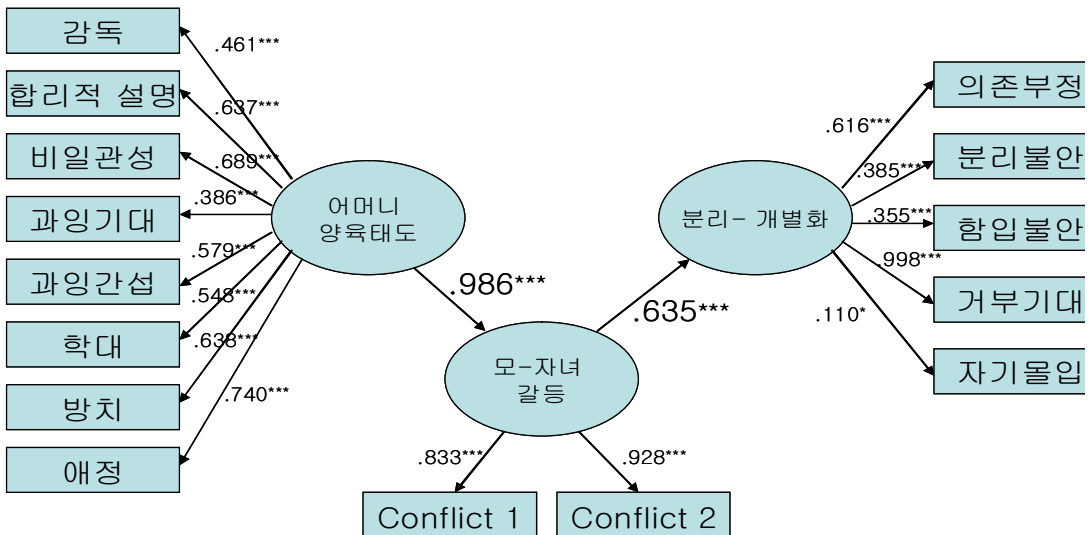 감독
합리적 설명
비일관성
과잉기대
과잉간섭
학대
방치
애정
.461***
.637***
.689***
.386***
.579***
.548***
.638***
.740***
어머니
양육태도
.986***
모-자녀
갈등
.833***
.928***
Conflict 1
Conflict 2
.635***
분리- 개별화
.616***
.385***
.355***
.998***
.110*
의존부정
분리불안
함입불안
거부기대
자기몰입